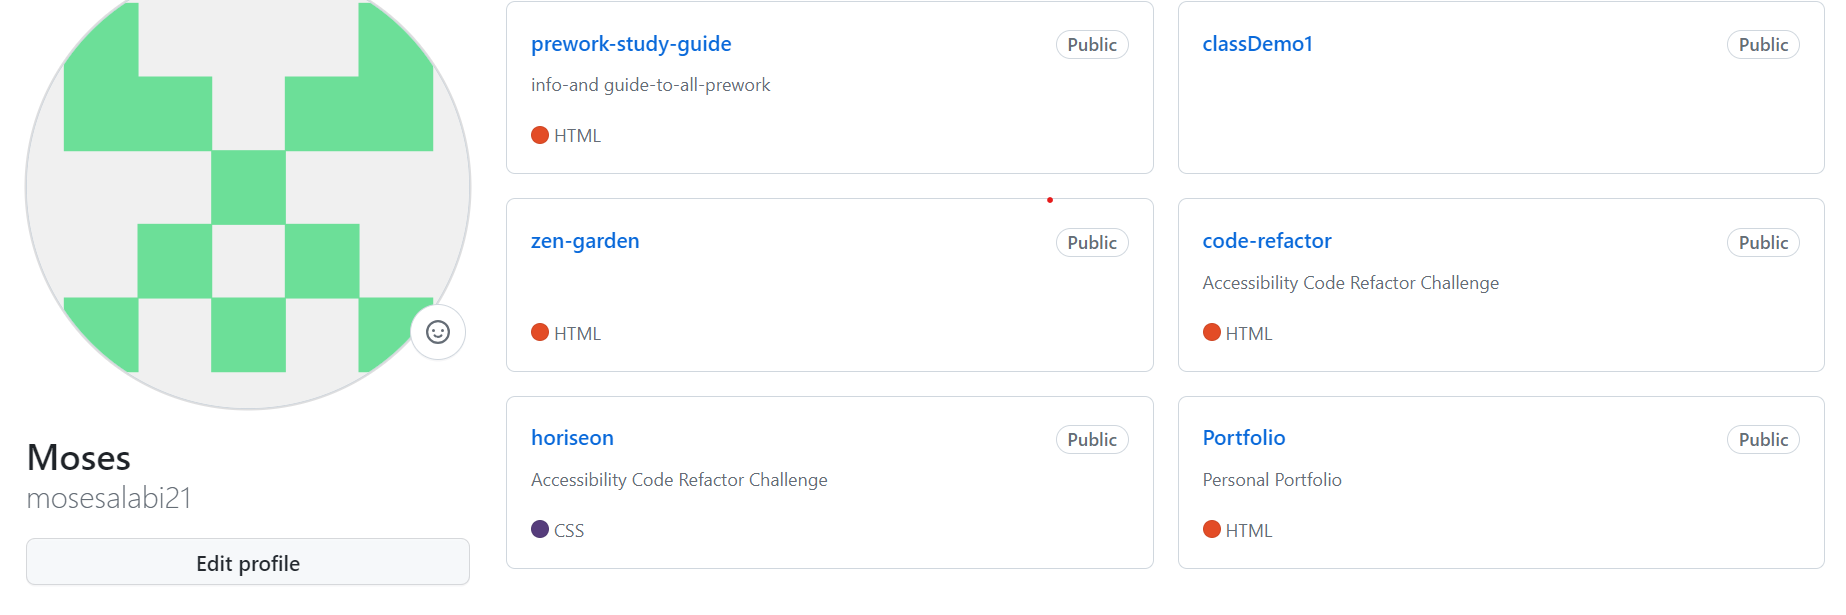 prework-study-guide
Public
info-and guide-to-all-prework
HTML
classDemo1
Public
zen-garden
Public
HTML
code-refactor
Public
Accessibility Code Refactor Challenge
HTML
horiseon
Public
Accessibility Code Refactor Challenge
CSS
Portfolio
Public
Personal Portfolio
HTML
Moses
mosesalabi21
Edit profile